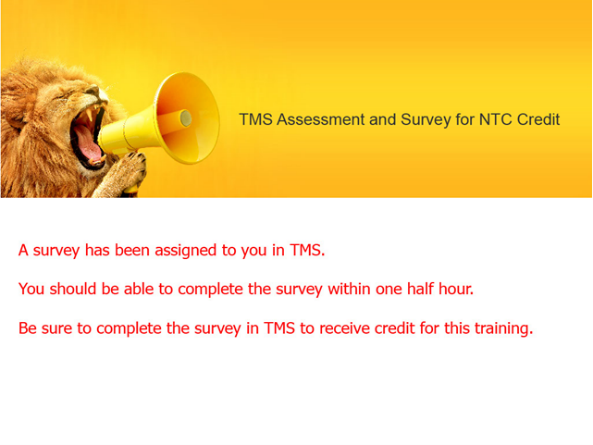 TMS Assessment and Survey for NTC Credit
A survey has been assigned to you in TMS.
You should be able to complete the survey within one half hour.
Be sure to complete the survey in TMS to receive credit for this training.